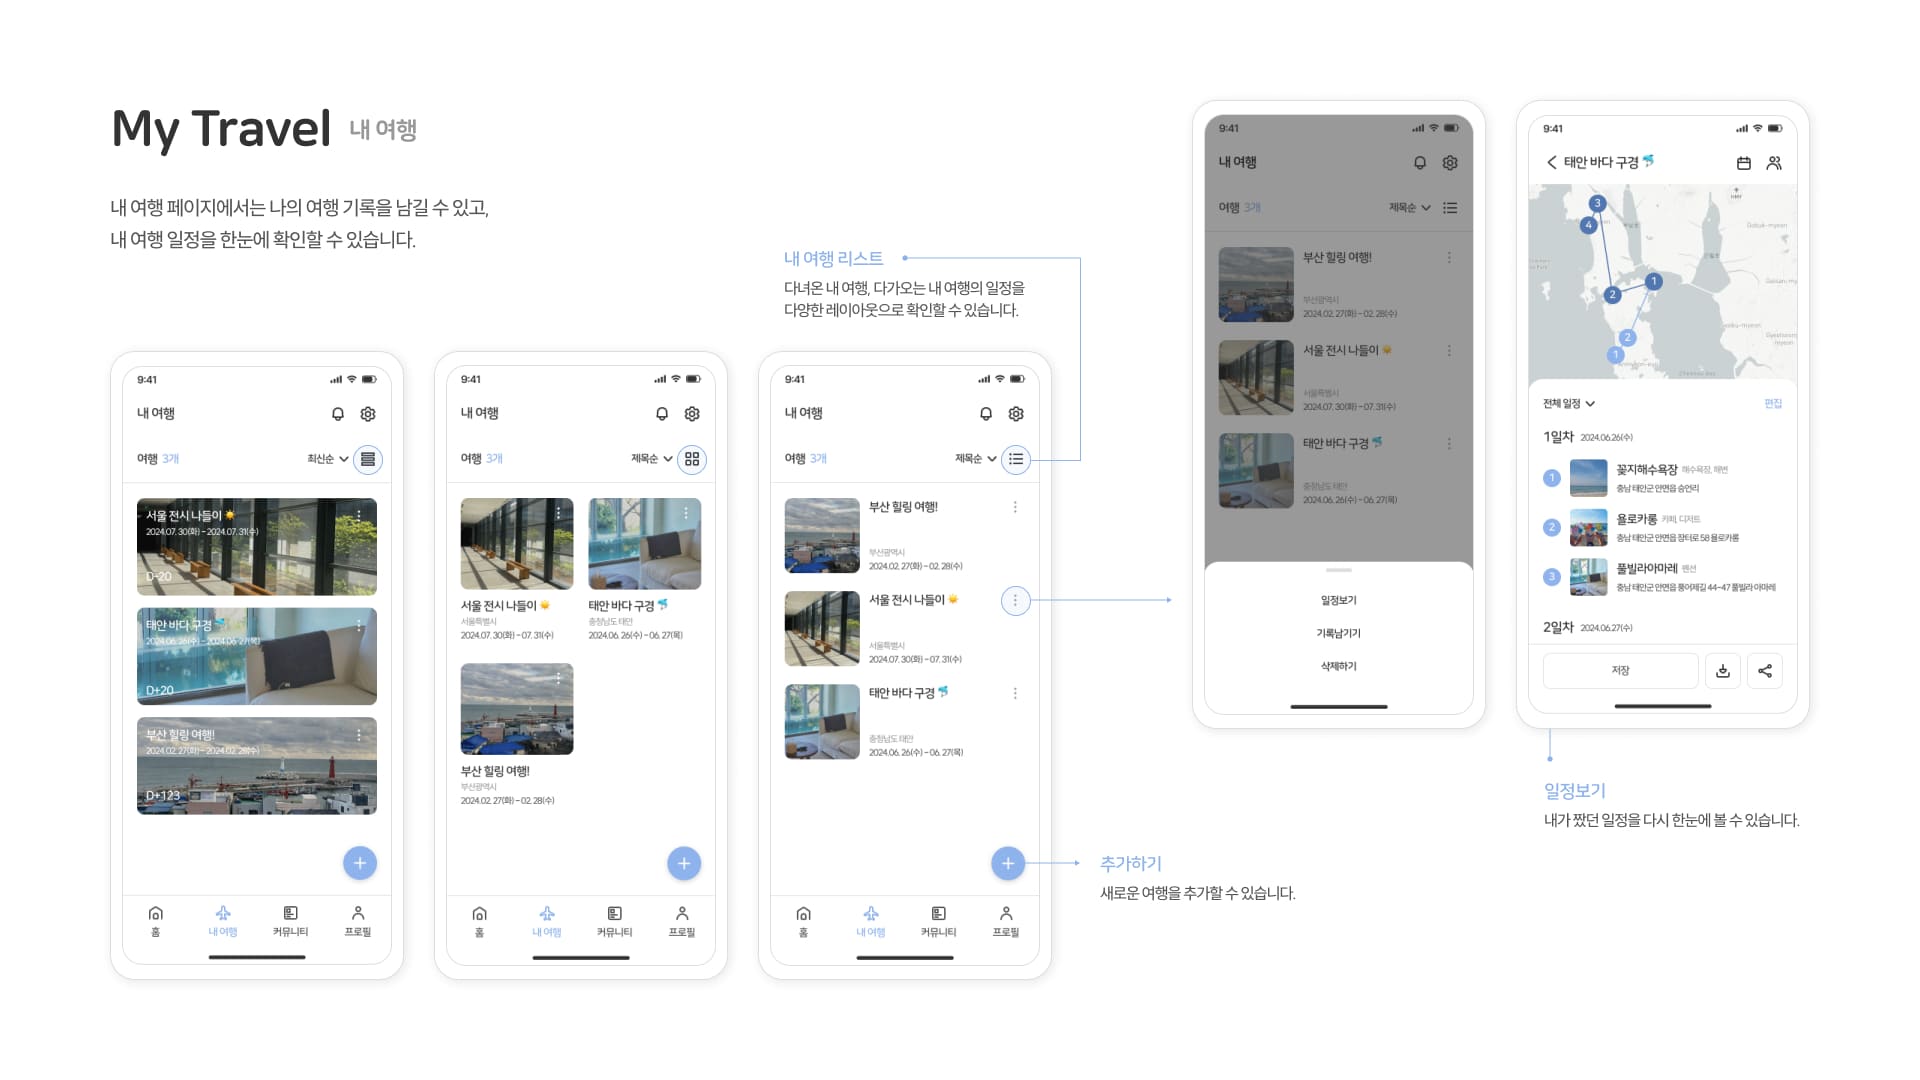 My Travel 내 여행
내 여행 페이지에서는 나의 여행 기록을 남길 수 있고,
내 여행 일정을 한눈에 확인할 수 있습니다.
내 여행 리스트
다녀온 내 여행, 다가오는 내 여행의 일정을
다양한 레이아웃으로 확인할 수 있습니다.
9:41
내 여행
여행 3개 최신순
서울 전시 나들이
2024.07.30(화) - 2024.07.31(수)
D-20
태안 바다 구경
2024.06.26(수) - 2024.06.27(목)
D+20
부산 힐링 여행!
2024.02.27(화) - 2024.02.28(수)
D+123
홈 내 여행 커뮤니티 프로필
9:41
내 여행
여행 3개 제목순
서울 전시 나들이
서울특별시
2024.07.30(화) - 07.31(수)
태안 바다 구경
충청남도 태안
2024.06.26(수) - 06.27(목)
부산 힐링 여행!
부산광역시
2024.02.27(화) - 02.28(수)
홈 내 여행 커뮤니티 프로필
9:41
내 여행
여행 3개 제목순
부산 힐링 여행!
부산광역시
2024.02.27(화) - 02.28(수)
서울 전시 나들이
서울특별시
2024.07.30(화) - 07.31(수)
태안 바다 구경
충청남도 태안
2024.06.26(수) - 06.27(목)
홈 내 여행 커뮤니티 프로필
추가하기
새로운 여행을 추가할 수 있습니다.
9:41
내 여행
여행 3개 제목순
부산 힐링 여행!
부산광역시
2024.02.27(화) - 02.28(수)
서울 전시 나들이
서울특별시
2024.07.30(화) - 07.31(수)
태안 바다 구경
충청남도 태안
2024.06.26(수) - 06.27(목)
일정보기
기록남기기
삭제하기
9:41
태안 바다 구경
3
4
1
2
2
1
전체 일정 편집
1일차 2024.06.26(수)
1 꽃지해수욕장 해수욕장, 해변
충남 태안군 안면읍 승언리
2 욜로카롱 카페, 디저트
충남 태안군 안면읍 장터로 58 욜로카롱
3 풀빌라아마레 펜션
충남 태안군 안면읍 풍어제길 44-47 풀빌라 아마레
2일차 2024.06.27(수)
저장
일정보기
내가 짰던 일정을 다시 한눈에 볼 수 있습니다.